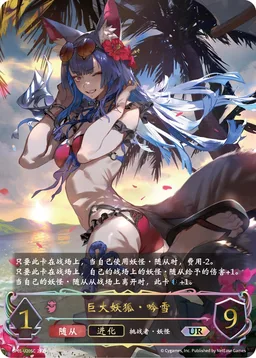 只要此卡在战场上，当自己使用妖怪・随从时，费用-2。
只要此卡在战场上，自己的战场上的妖怪・随从给予的伤害+1。
当自己的妖怪・随从从战场上离开时，此卡 +1。
巨大妖狐・吟雪
1
9
随从
进化
挑战者・妖怪
UR
© Cygames, Inc.